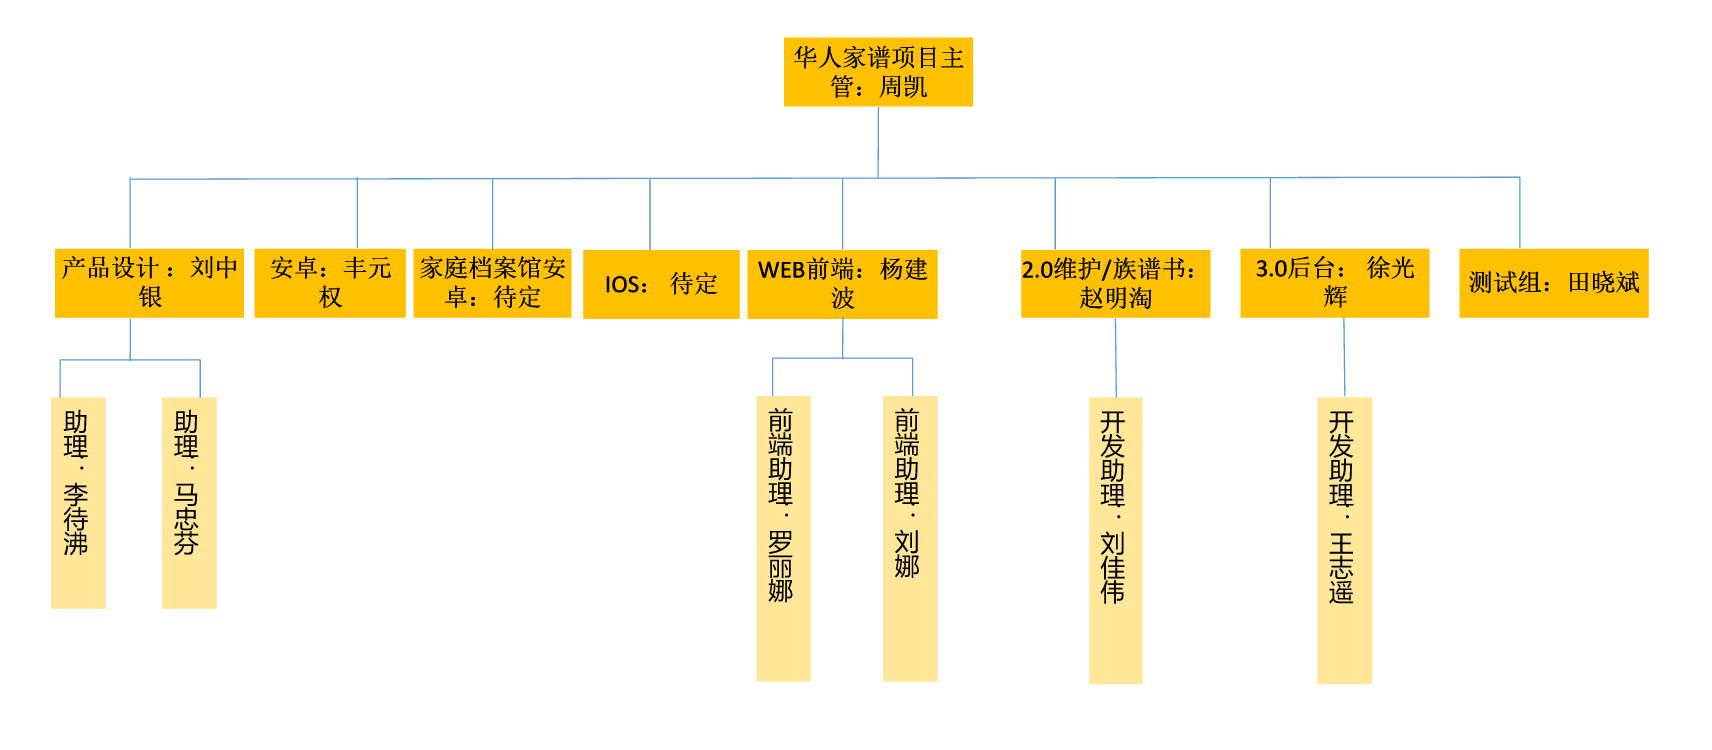 华人家谱项目主
管：周凯
产品设计 ：刘中
银
安卓：丰元
权
家庭档案馆安
卓：待定
IOS： 待定
WEB前端：杨建
波
2.0维护/族谱书：
赵明淘
3.0后台： 徐光
辉
测试组：田晓斌
助理：李待沸
助理：马忠芬
前端助理：罗丽娜
前端助理：刘娜
开发助理：刘佳伟
开发助理：王志遥